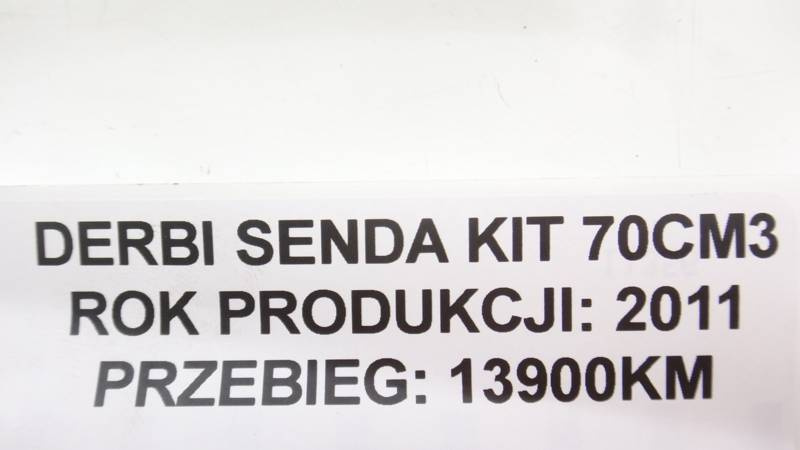 DERBI SENDA KIT 70CM3
ROK PRODUKCJI: 2011
PRZEBIEG: 13900KM